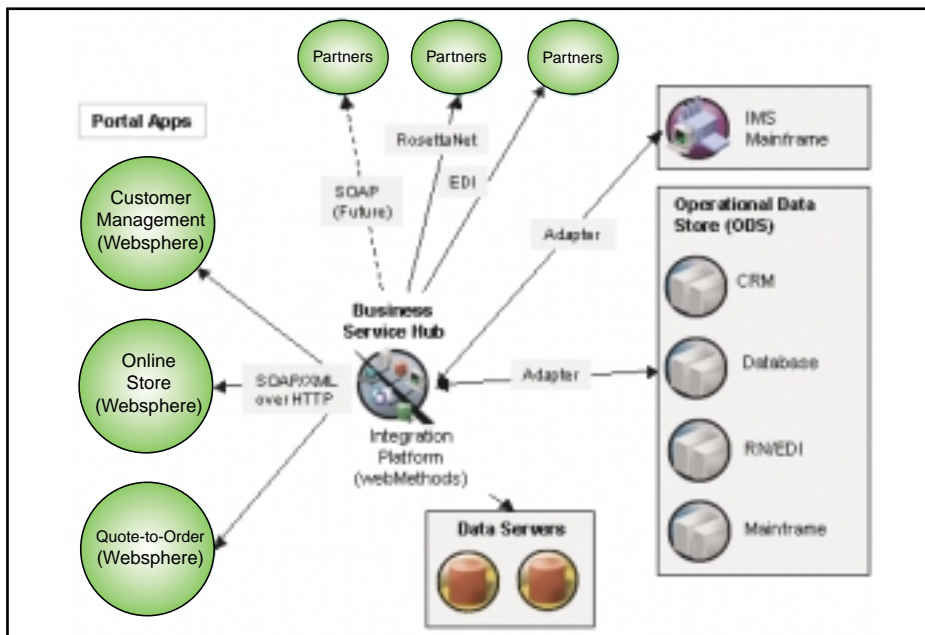 Partners
Partners
Partners
Portal Apps
IMS
Mainframe
RosettaNet
EDI
SOAP
(Future)
Customer
Management
(Websphere)
Operational Data
Store (ODS)
Adapter
CRM
Business
Service Hub
Online
Store
(Websphere)
SOAP/XML
over HTTP
Adapter
Database
Integration
Platform
(webMethods)
RN/EDI
Quote-to-Order
(Websphere)
Data Servers
Mainframe